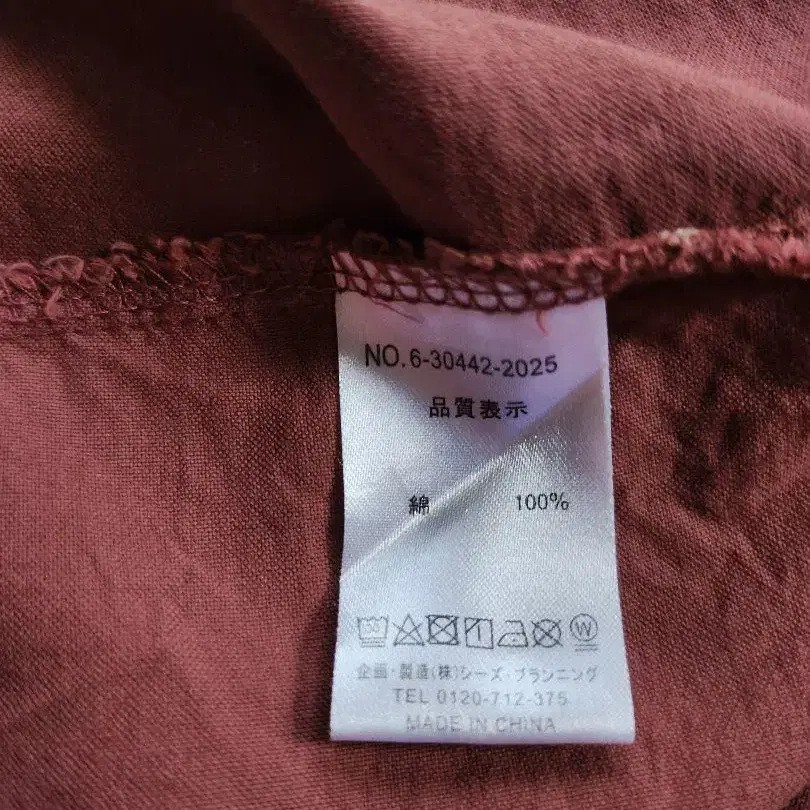 NO.6-30442-2025
品質表示
綿 100%
企画・製造(株)シーズ・プランニング
TEL 0120-712-375
MADE IN CHINA